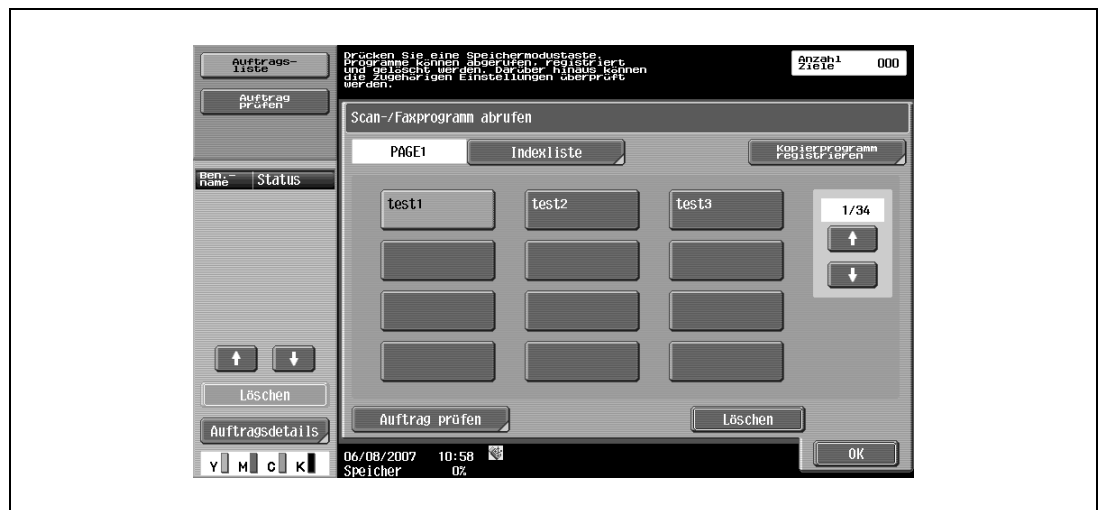 Auftrags-
liste
Auftrag
prüfen
Ben.-
name
Status
Löschen
Auftragsdetails
Y M C K
Drücken Sie eine Speichermodustaste.
Programme können abgerufen, registriert
und gelöscht werden. Darüber hinaus können
die zugehörigen Einstellungen überprüft
werden.
Anzahl
Ziele
000
Scan-/Faxprogramm abrufen
PAGE1
Indexliste
Kopierprogramm
registrieren
test1
test2
test3
1/34
Auftrag prüfen
Löschen
06/08/2007 10:58
Speicher 0%
OK